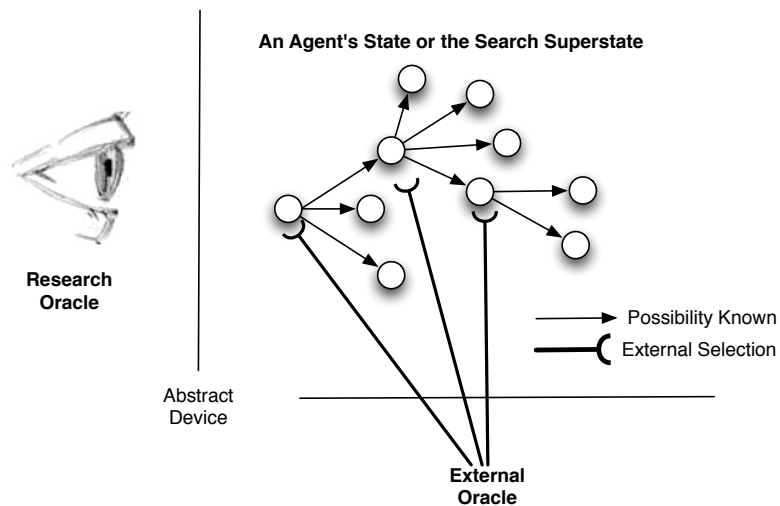 An Agent's State or the Search Superstate
Research
Oracle
Possibility Known
External Selection
Abstract
Device
External
Oracle